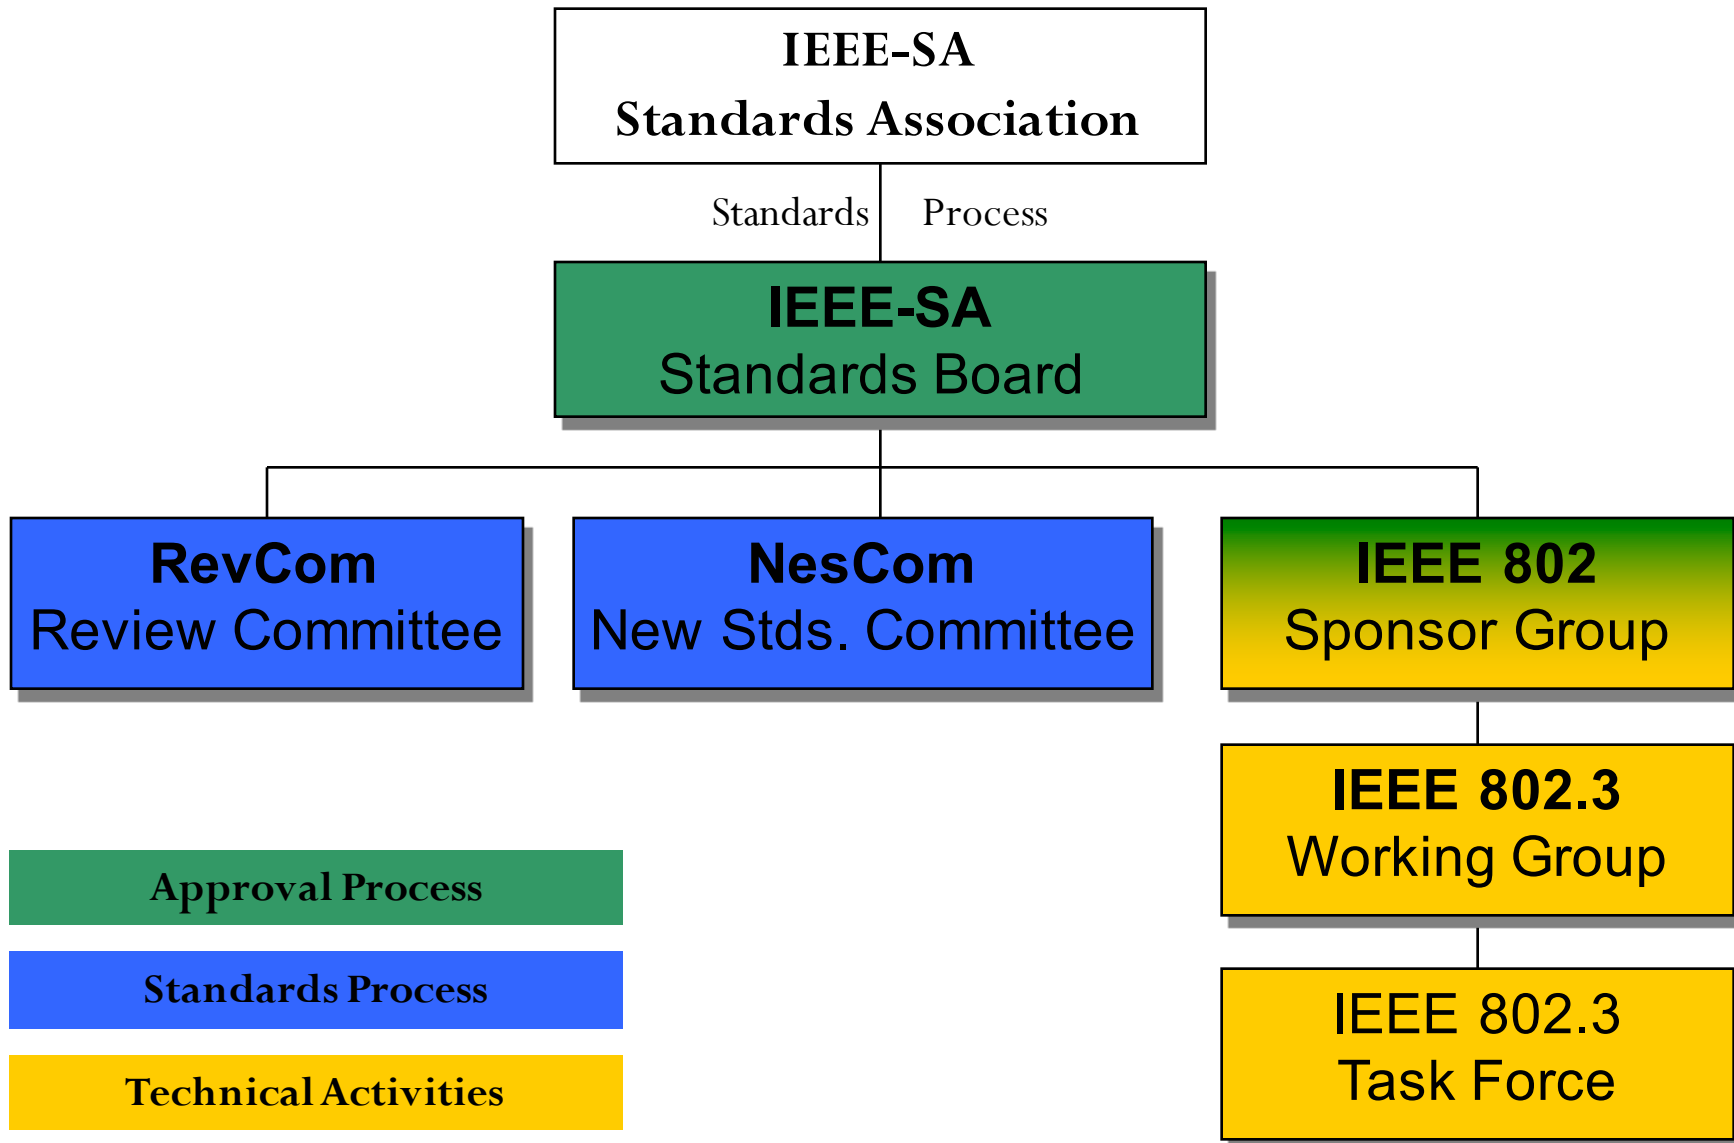 IEEE-SA
Standards Association
Standards Process
IEEE-SA
Standards Board
RevCom
Review Committee
NesCom
New Stds. Committee
IEEE 802
Sponsor Group
IEEE 802.3
Working Group
IEEE 802.3
Task Force
Approval Process
Standards Process
Technical Activities